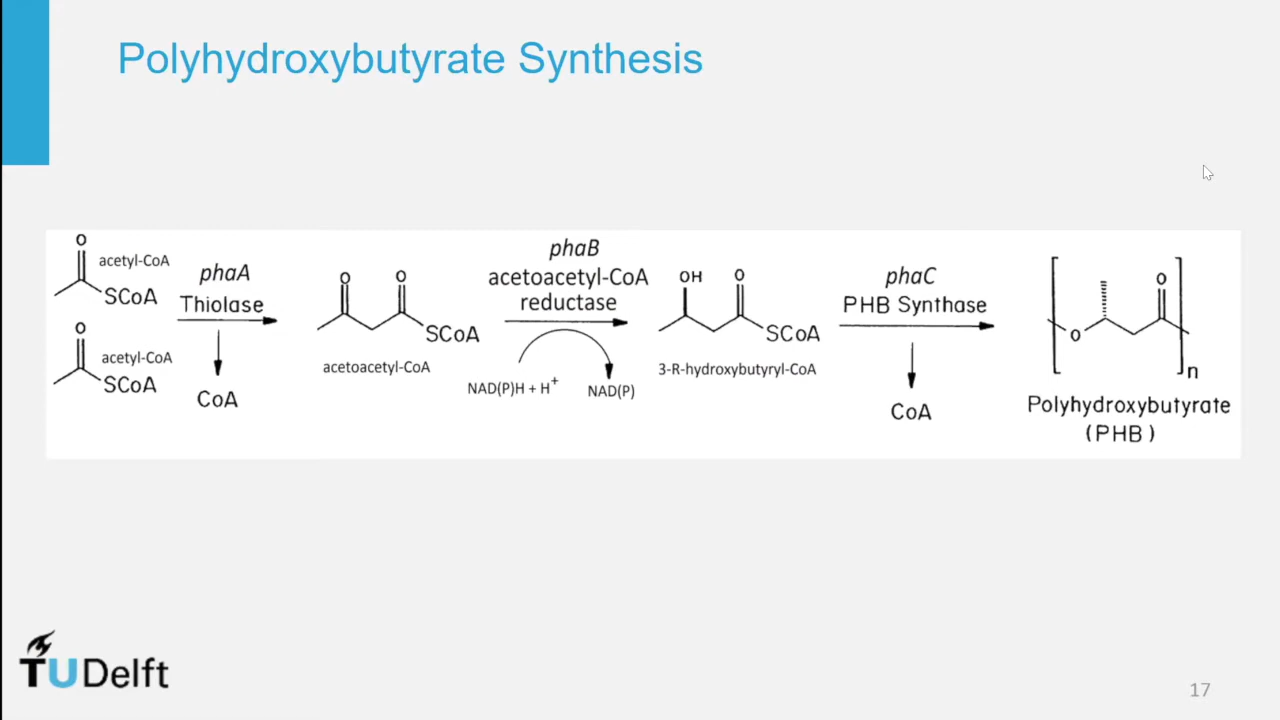 Polyhydroxybutyrate Synthesis
O
acetyl-CoA
SCoA
O
acetyl-CoA
SCoA
phaA
Thiolase
CoA
O O
SCoA
acetoacetyl-CoA
phaB
acetoacetyl-CoA
reductase
NAD(P)H + H⁺
NAD(P)
OH O
SCoA
3-R-hydroxybutyryl-CoA
phaC
PHB Synthase
CoA
O
O
n
Polyhydroxybutyrate
(PHB)
TUDelft
17